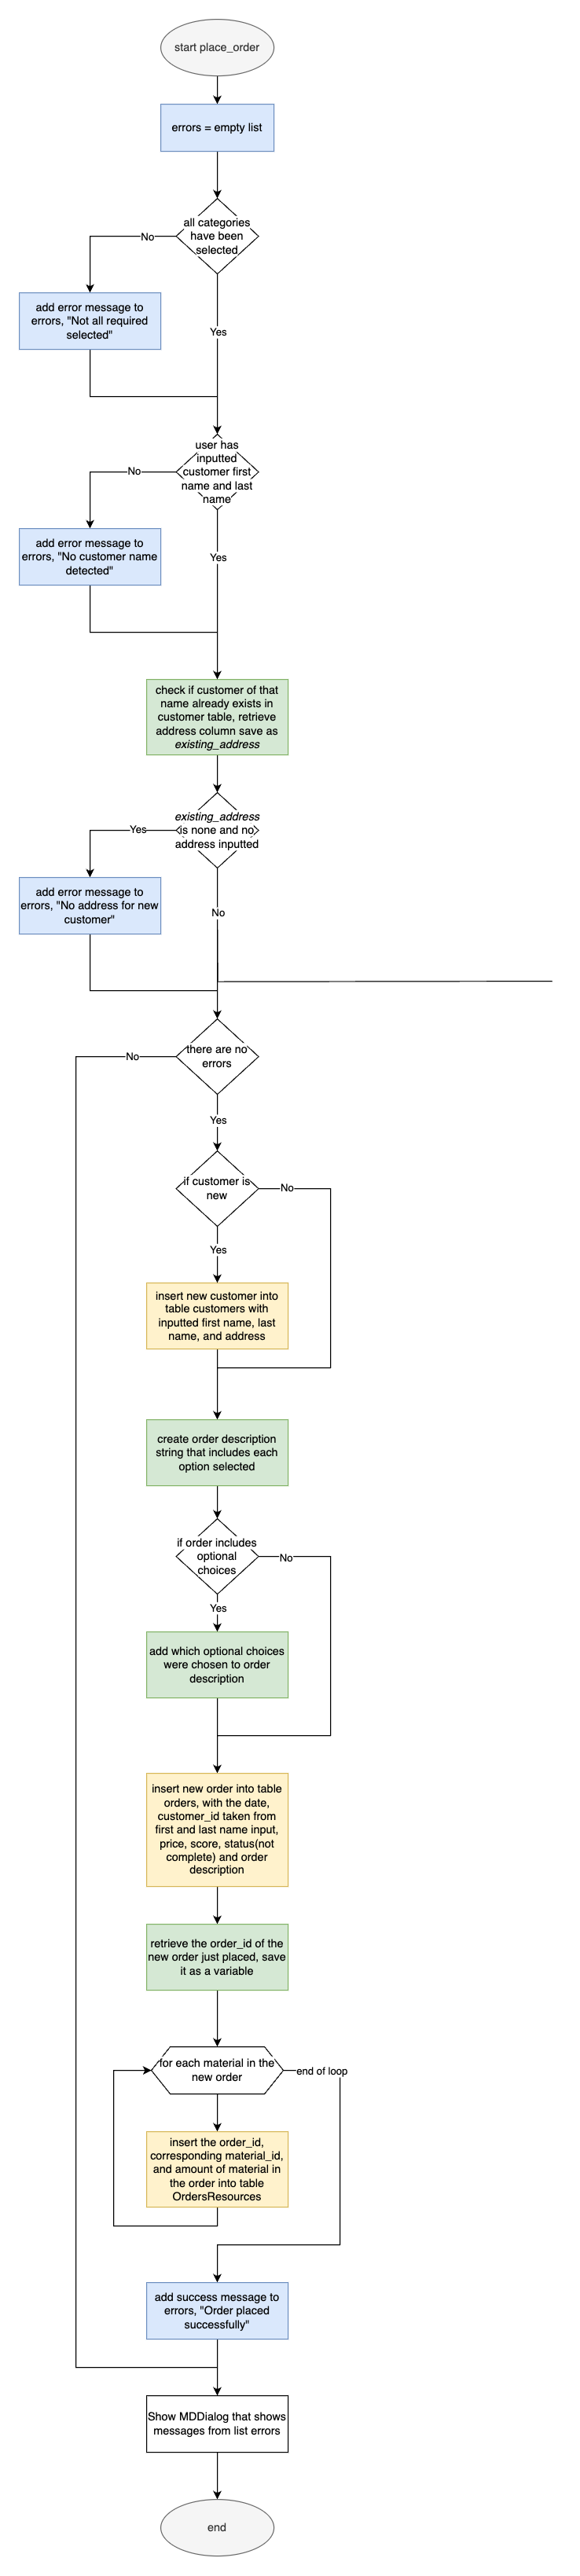 start place_order
errors = empty list
all categories
have been
selected
No
add error message to
errors, "Not all required
selected"
Yes
user has
inputted
customer first
name and last
name
No
add error message to
errors, "No customer name
detected"
Yes
check if customer of that
name already exists in
customer table, retrieve
address column save as
existing_address
existing_address
is none and no
address inputted
Yes
add error message to
errors, "No address for new
customer"
No
there are no
errors
No
Yes
if customer is
new
No
Yes
insert new customer into
table customers with
inputted first name, last
name, and address
create order description
string that includes each
option selected
if order includes
optional
choices
No
Yes
add which optional choices
were chosen to order
description
insert new order into table
orders, with the date,
customer_id taken from
first and last name input,
price, score, status(not
complete) and order
description
retrieve the order_id of the
new order just placed, save
it as a variable
for each material in the
new order
end of loop
insert the order_id,
corresponding material_id,
and amount of material in
the order into table
OrdersResources
add success message to
errors, "Order placed
successfully"
Show MDDialog that shows
messages from list errors
end